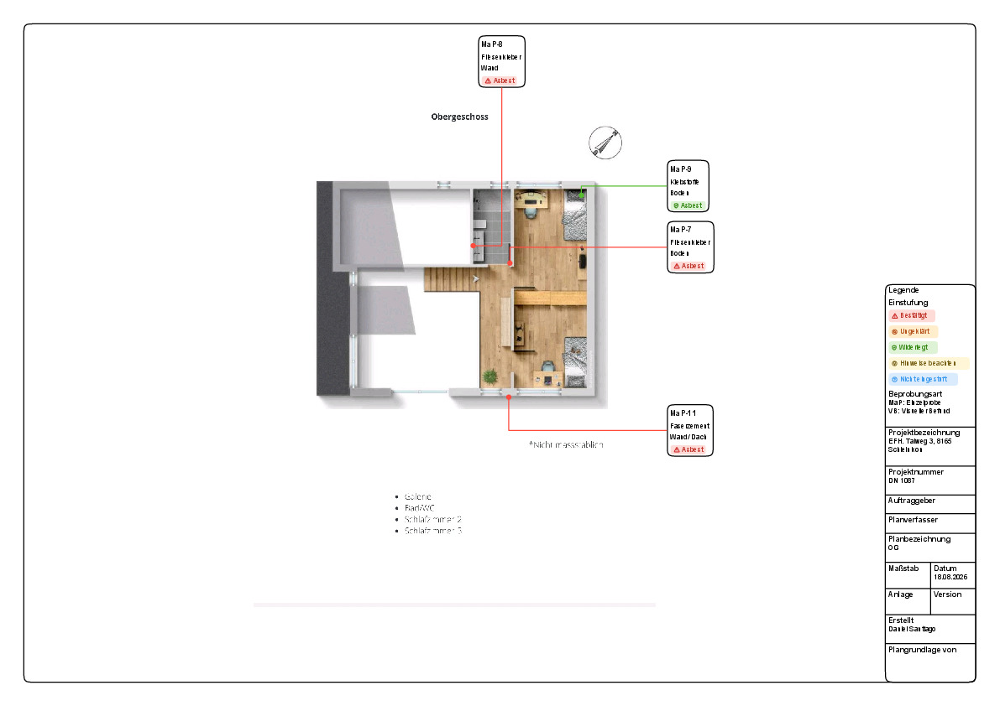 MaP-8
Fliesenkleber
Wand
Asbest
Obergeschoss
MaP-9
Klebstoffe
Boden
Asbest
MaP-7
Fliesenkleber
Boden
Asbest
MaP-11
Faserzement
Wand/Dach
Asbest
*Nicht massstäblich
• Galerie
• Bad/WC
• Schlafzimmer 2
• Schlafzimmer 3
Legende
Einstufung
Bestätigt
Ungeklärt
Widerlegt
Hinweise beachten
Nicht eingestuft
Beprobungsart
MaP: Einzelprobe
VB: Visueller Befund
Projektbezeichnung
EFH. Talweg 3, 8165
Schleinikon
Projektnummer
DN 1087
Auftraggeber
Planverfasser
Planbezeichnung
OG
Maßstab
Datum
18.08.2026
Anlage
Version
Erstellt
Daniel Santiago
Plangrundlage von